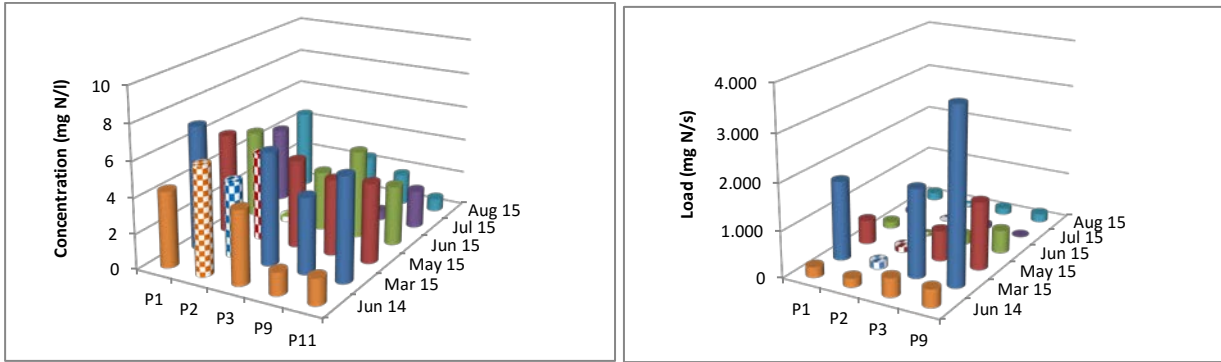 Concentration (mg N/l)
10
8
6
4
2
0
P1
P2
P3
P9
P11
Jun 14
Mar 15
May 15
Jun 15
Jul 15
Aug 15
Load (mg N/s)
4.000
3.000
2.000
1.000
0
P1
P2
P3
P9
Jun 14
Mar 15
May 15
Jun 15
Jul 15
Aug 15